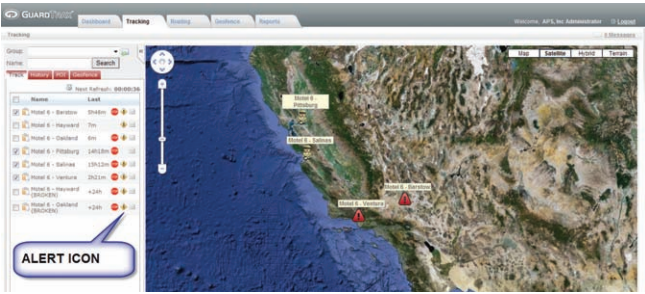 GUARDTRAX
Dashboard Tracking Routing Geofence Reports
Welcome, APS, Inc Administrator Logout
Tracking
0 Messages
Group:
Name: Search
Track History POI Geofence
Next Refresh: 00:00:36
Name Last
Motel 6 - Barstow 5h46m
Motel 6 - Hayward 7m
Motel 6 - Oakland 6m
Motel 6 - Pittsburg 14h18m
Motel 6 - Salinas 15h12m
Motel 6 - Ventura 2h21m
Motel 6 - Hayward (BROKEN) +24h
Motel 6 - Oakland (BROKEN) +24h
ALERT ICON
Map Satellite Hybrid Terrain
Motel 6 -
Pittsburg
Motel 6 - Salinas
Motel 6 - Barstow
Motel 6 - Ventura